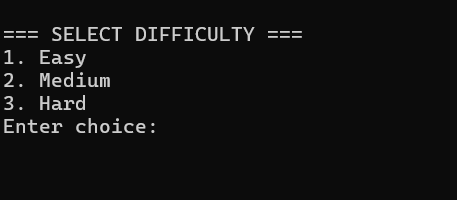 === SELECT DIFFICULTY ===
1. Easy
2. Medium
3. Hard
Enter choice: